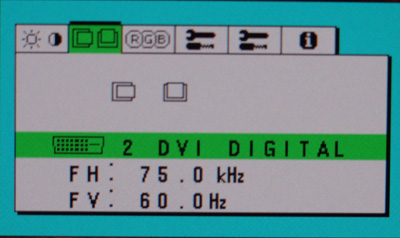 RGB
2 DVI DIGITAL
FH: 75.0 kHz
FV: 60.0Hz